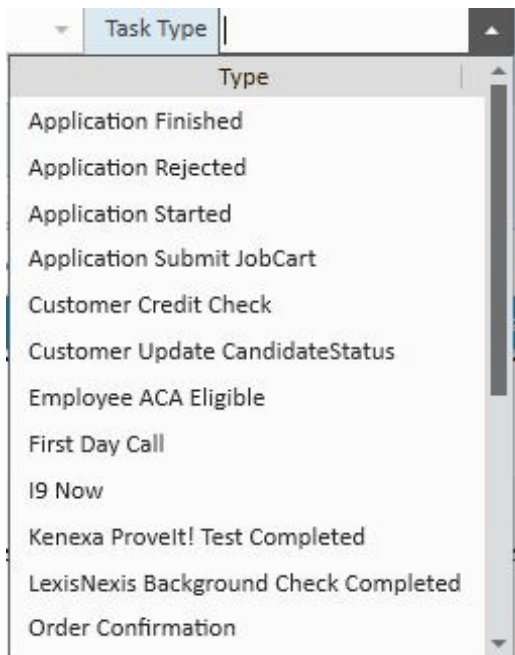 Task Type
Type
Application Finished
Application Rejected
Application Started
Application Submit JobCart
Customer Credit Check
Customer Update CandidateStatus
Employee ACA Eligible
First Day Call
I9 Now
Kenexa ProveIt! Test Completed
LexisNexis Background Check Completed
Order Confirmation